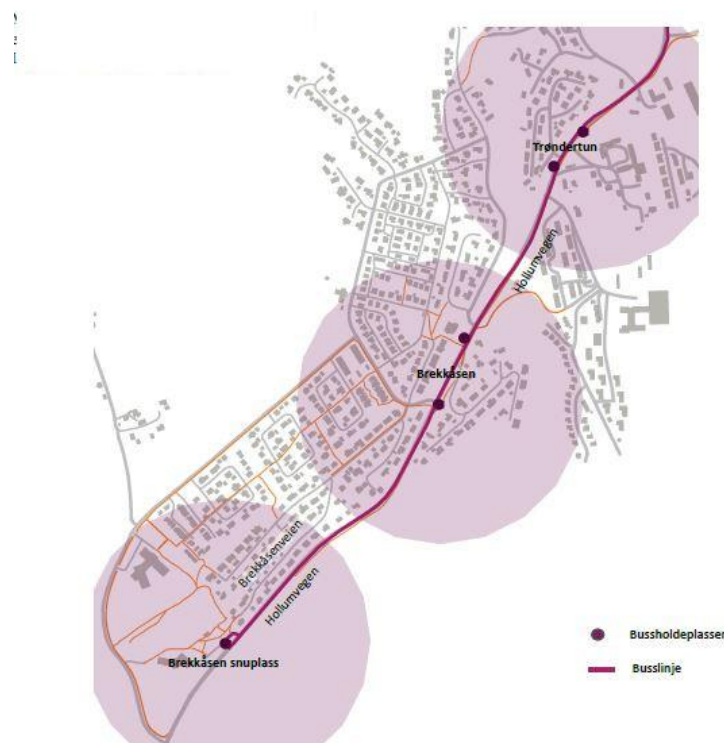 Trøndertun
Hollumvegen
Brekkåsen
Brekkåsenveien
Hollumvegen
Brekkåsen snuplass
Bussholdeplasser
Busslinje